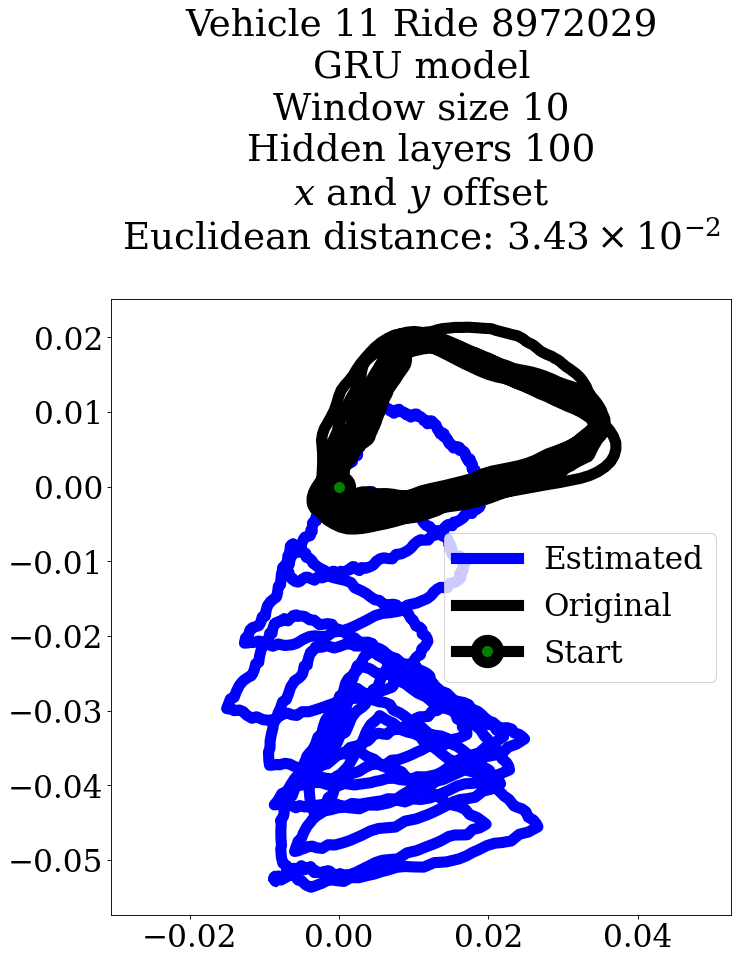 Vehicle 11 Ride 8972029
GRU model
Window size 10
Hidden layers 100
x and y offset
Euclidean distance: 3.43 × 10⁻²
0.02
0.01
0.00
−0.01
−0.02
−0.03
−0.04
−0.05
Estimated
Original
Start
−0.02 0.00 0.02 0.04